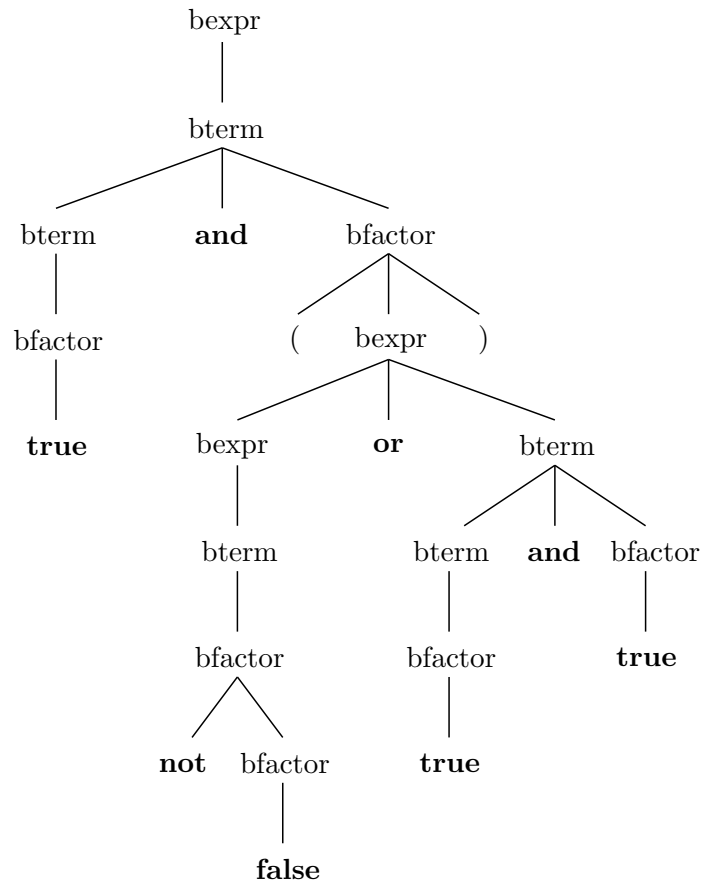 bexpr
bterm
bterm and bfactor
bfactor ( bexpr )
true bexpr or bterm
bterm bterm and bfactor
bfactor bfactor true
not bfactor true
false